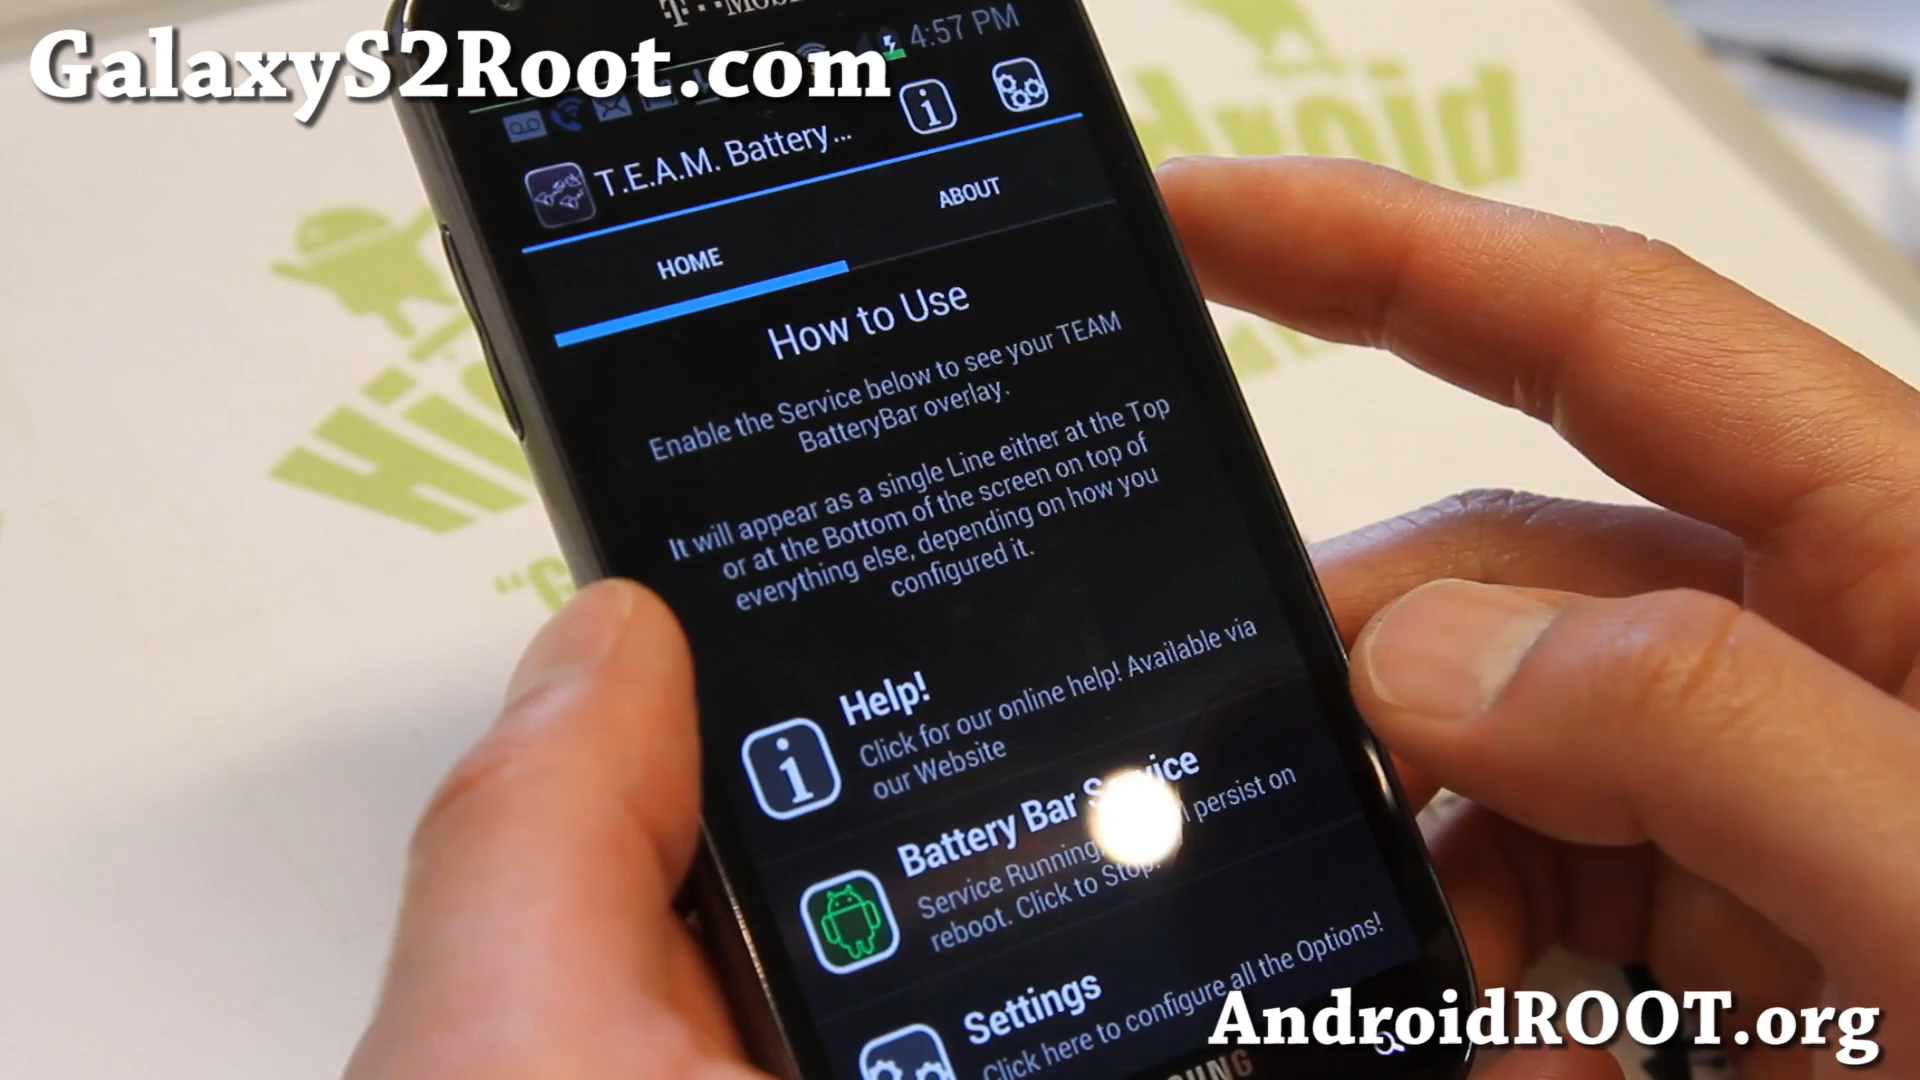 GalaxyS2Root.com
4:57 PM
T.E.A.M. Battery...
HOME
ABOUT
How to Use
Enable the Service below to see your TEAM
BatteryBar overlay.
It will appear as a single Line either at the Top
or at the Bottom of the screen on top of
everything else, depending on how you
configured it.
Help!
Click for our online help! Available via
our Website
Battery Bar
Service Running
persist on
reboot. Click to Stop!
Settings
Click here to configure all the Options!
AndroidROOT.org